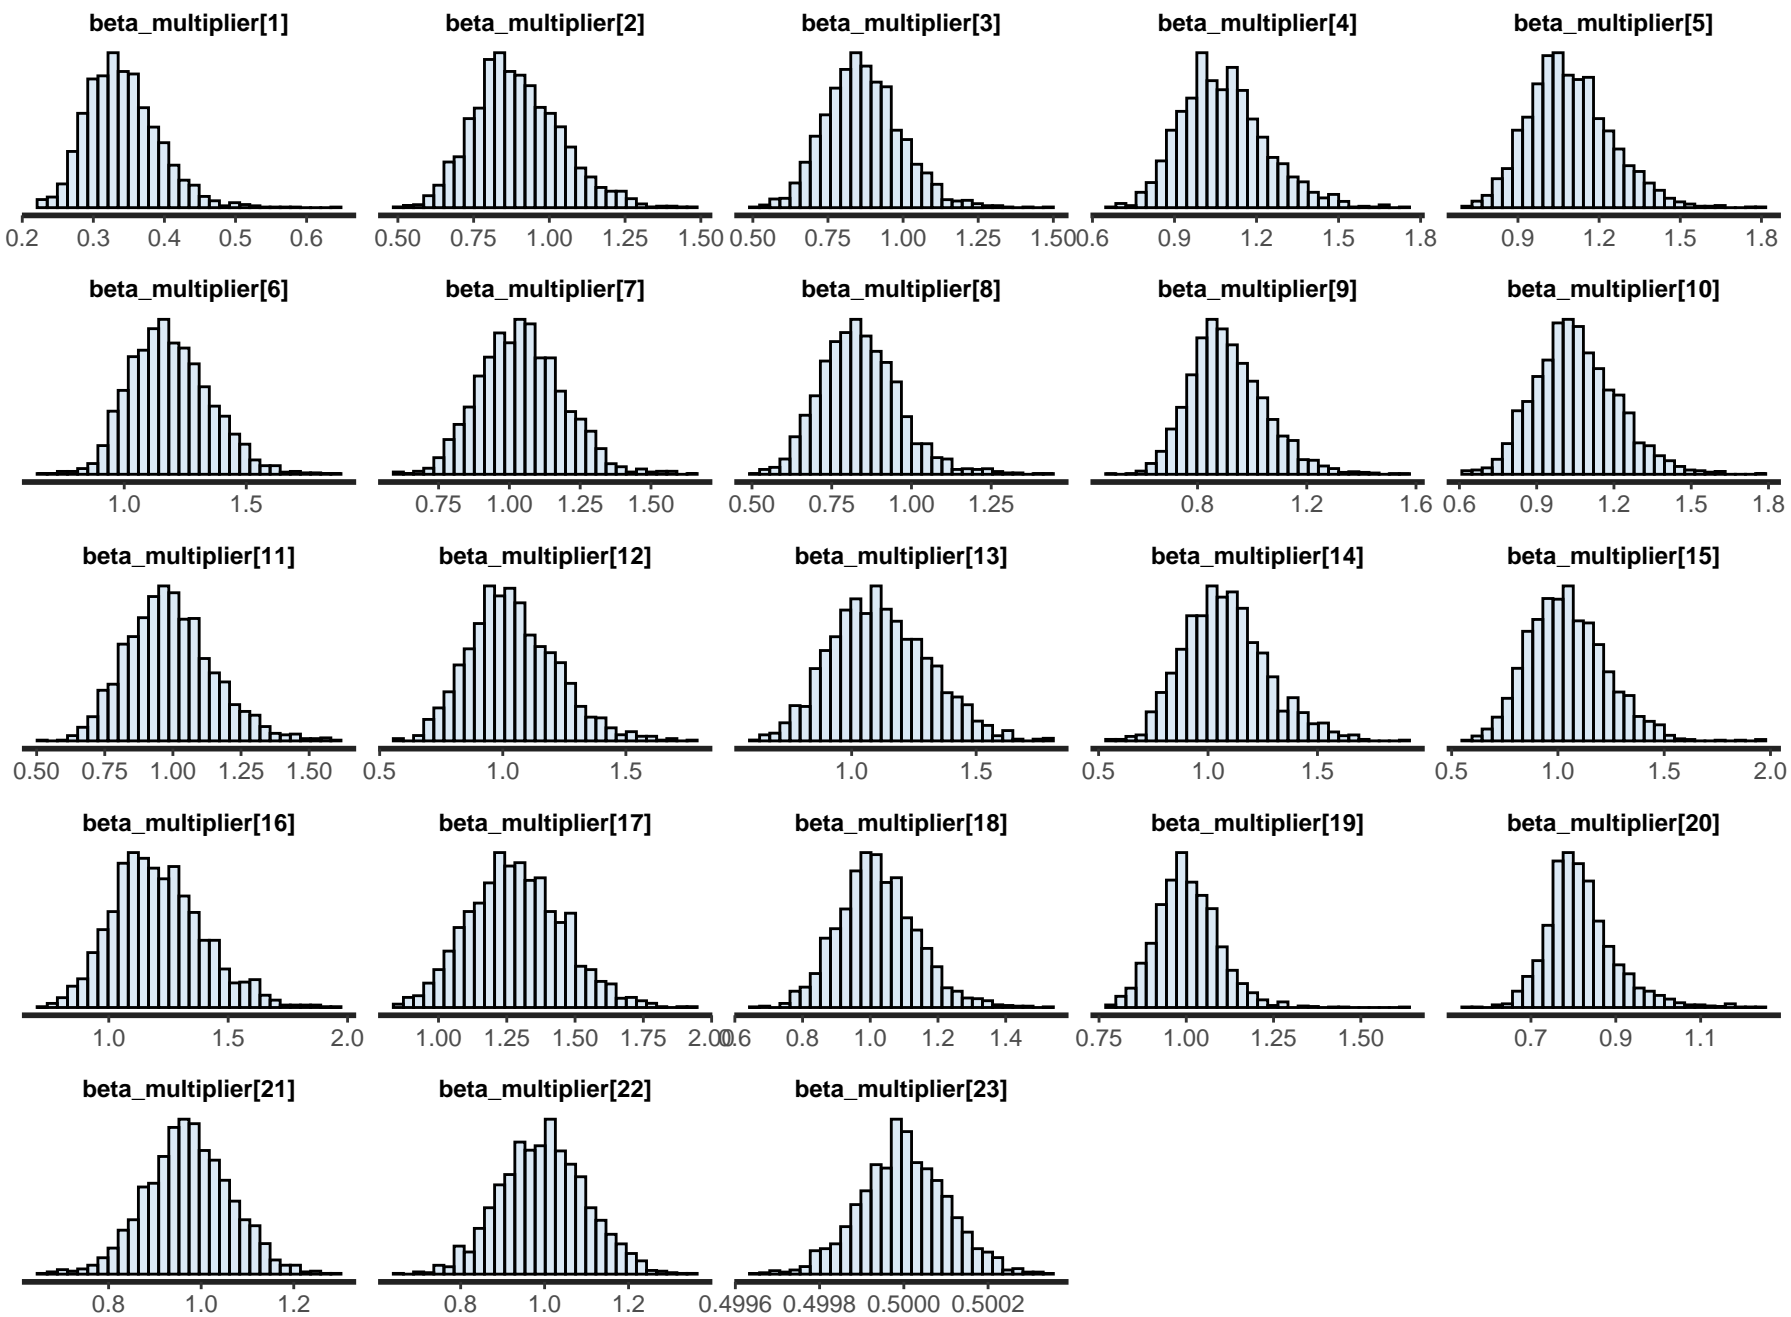 beta_multiplier[1] beta_multiplier[2] beta_multiplier[3] beta_multiplier[4] beta_multiplier[5]
0.2 0.3 0.4 0.5 0.6 0.50 0.75 1.00 1.25 1.50 0.50 0.75 1.00 1.25 1.50 0.6 0.9 1.2 1.5 1.8 0.9 1.2 1.5 1.8
beta_multiplier[6] beta_multiplier[7] beta_multiplier[8] beta_multiplier[9] beta_multiplier[10]
1.0 1.5 0.75 1.00 1.25 1.50 0.50 0.75 1.00 1.25 0.8 1.2 1.6 0.6 0.9 1.2 1.5 1.8
beta_multiplier[11] beta_multiplier[12] beta_multiplier[13] beta_multiplier[14] beta_multiplier[15]
0.50 0.75 1.00 1.25 1.50 0.5 1.0 1.5 1.0 1.5 0.5 1.0 1.5 0.5 1.0 1.5 2.0
beta_multiplier[16] beta_multiplier[17] beta_multiplier[18] beta_multiplier[19] beta_multiplier[20]
1.0 1.5 2.0 1.00 1.25 1.50 1.75 2.00 0.6 0.8 1.0 1.2 1.4 0.75 1.00 1.25 1.50 0.7 0.9 1.1
beta_multiplier[21] beta_multiplier[22] beta_multiplier[23]
0.8 1.0 1.2 0.8 1.0 1.2 0.4996 0.4998 0.5000 0.5002